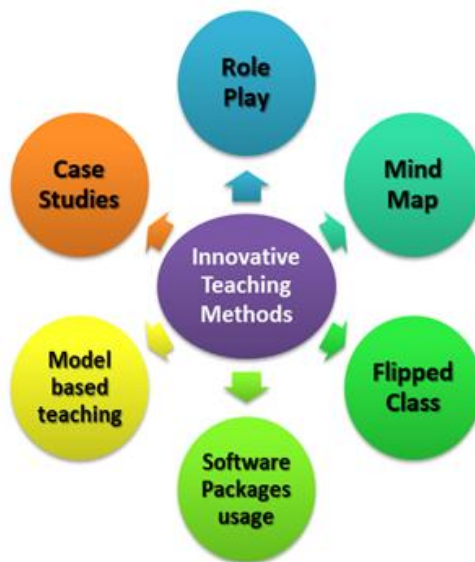 Role
Play
Mind
Map
Flipped
Class
Software
Packages
usage
Model
based
teaching
Case
Studies
Innovative
Teaching
Methods